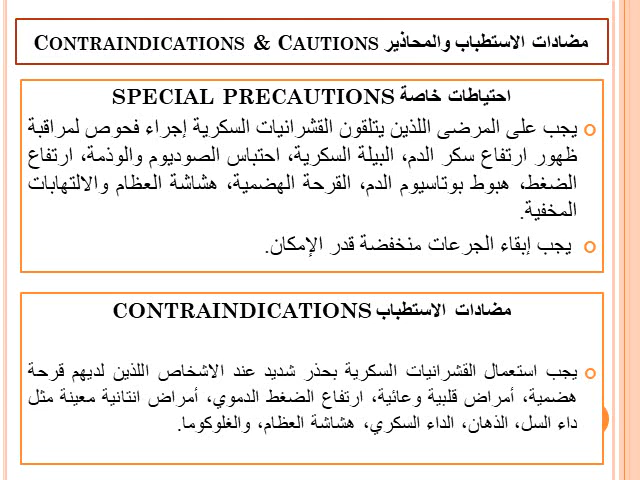 مضادات الاستطباب والمحاذير CONTRAINDICATIONS & CAUTIONS
احتياطات خاصة SPECIAL PRECAUTIONS
يجب على المرضى اللذين يتلقون القشرانيات السكرية إجراء فحوص لمراقبة
ظهور ارتفاع سكر الدم، البيلة السكرية، احتباس الصوديوم والوذمة، ارتفاع
الضغط، هبوط بوتاسيوم الدم، القرحة الهضمية، هشاشة العظام والالتهابات
المخفية.
يجب إبقاء الجرعات منخفضة قدر الإمكان.
مضادات الاستطباب CONTRAINDICATIONS
يجب استعمال القشرانيات السكرية بحذر شديد عند الاشخاص اللذين لديهم قرحة
هضمية، أمراض قلبية وعائية، ارتفاع الضغط الدموي، أمراض انتانية معينة مثل
داء السل، الذهان، الداء السكري، هشاشة العظام، والغلوكوما.